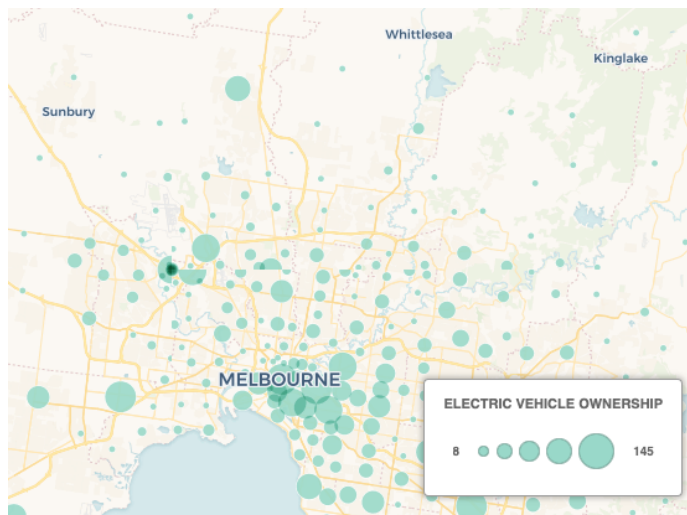 Whittlesea
Kinglake
Sunbury
MELBOURNE
ELECTRIC VEHICLE OWNERSHIP
8 145